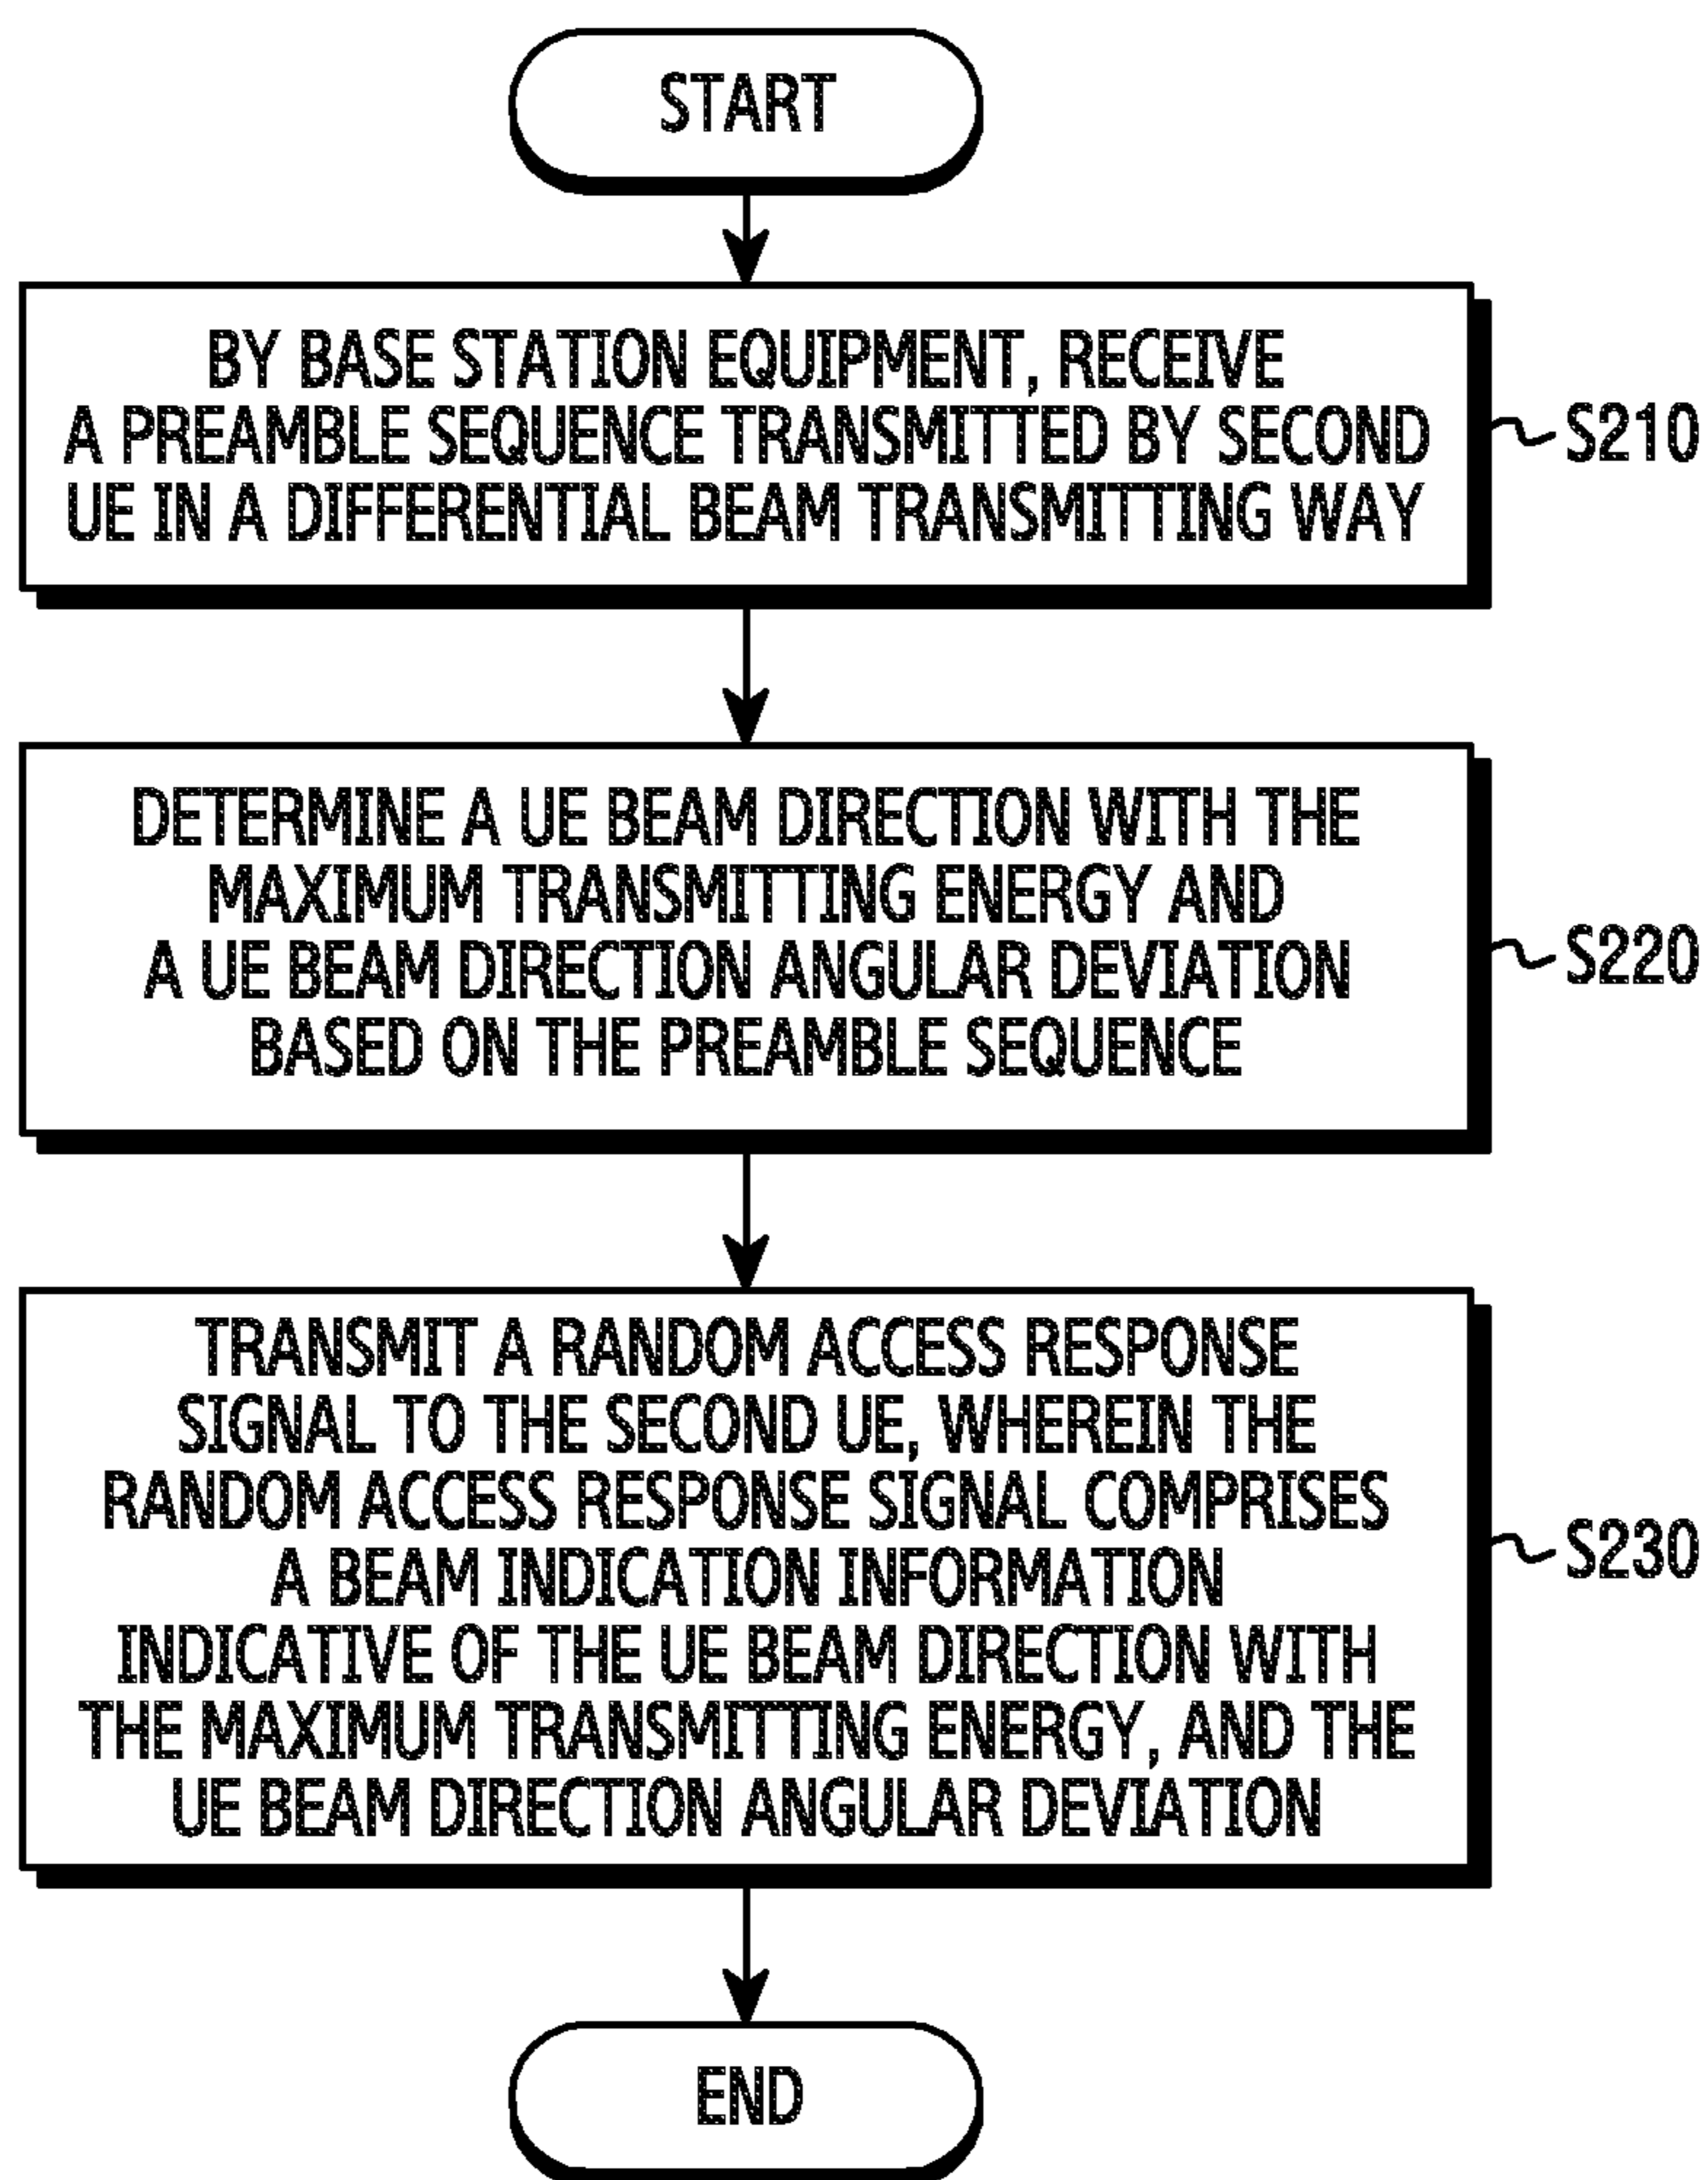 START
BY BASE STATION EQUIPMENT, RECEIVE
A PREAMBLE SEQUENCE TRANSMITTED BY SECOND
UE IN A DIFFERENTIAL BEAM TRANSMITTING WAY
S210
DETERMINE A UE BEAM DIRECTION WITH THE
MAXIMUM TRANSMITTING ENERGY AND
A UE BEAM DIRECTION ANGULAR DEVIATION
BASED ON THE PREAMBLE SEQUENCE
S220
TRANSMIT A RANDOM ACCESS RESPONSE
SIGNAL TO THE SECOND UE, WHEREIN THE
RANDOM ACCESS RESPONSE SIGNAL COMPRISES
A BEAM INDICATION INFORMATION
INDICATIVE OF THE UE BEAM DIRECTION WITH
THE MAXIMUM TRANSMITTING ENERGY, AND THE
UE BEAM DIRECTION ANGULAR DEVIATION
S230
END